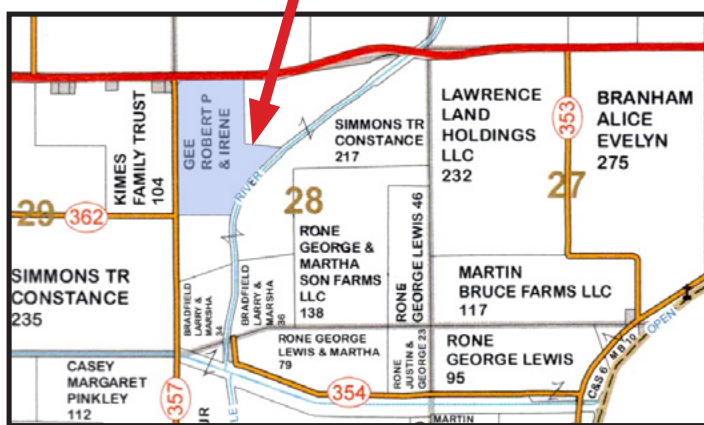 KIMES
FAMILY TRUST
104
GEE
ROBERT P
& IRENE
RIVER
SIMMONS TR
CONSTANCE
217
LAWRENCE
LAND
HOLDINGS
LLC
232
353
BRANHAM
ALICE
EVELYN
275
29
362
28
27
SIMMONS TR
CONSTANCE
235
RONE
GEORGE &
MARTHA
SON FARMS
LLC
138
RONE
GEORGE LEWIS 46
MARTIN
BRUCE FARMS LLC
117
BRADFIELD
LARRY &
MARSHA
34
BRADFIELD
LARRY &
MARSHA
36
RONE GEORGE
LEWIS & MARTHA
79
RONE
JUSTIN &
GEORGE 23
RONE
GEORGE LEWIS
95
C&S 6
M B 10
OPEN
CASEY
MARGARET
PINKLEY
112
357
UR
LE
354
MARTIN